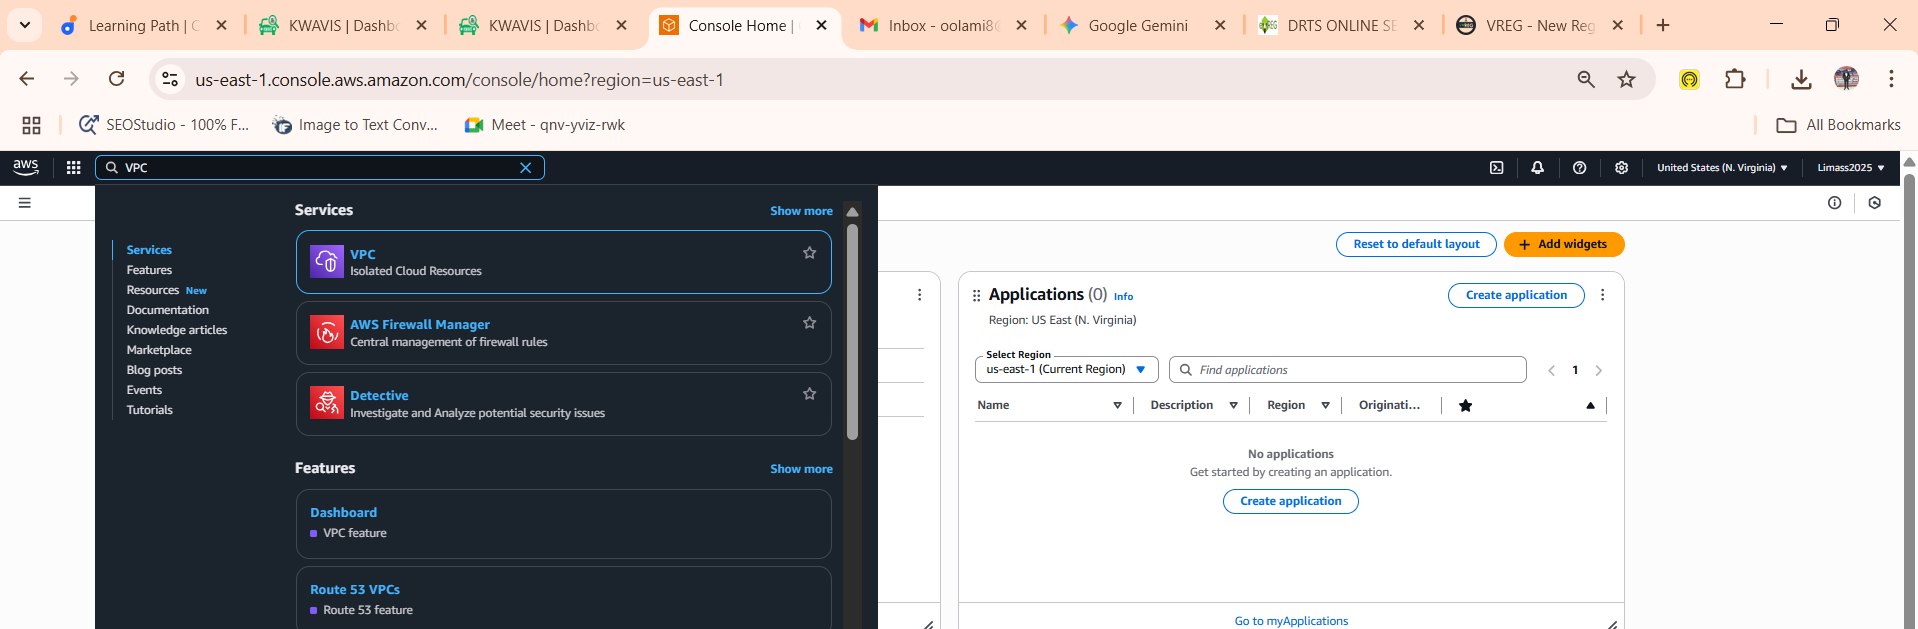 Learning Path | C
KWAVIS | Dashbo
KWAVIS | Dashbo
Console Home |
Inbox - oolami8
Google Gemini
DRTS ONLINE SE
VREG - New Reg
us-east-1.console.aws.amazon.com/console/home?region=us-east-1
SEOStudio - 100% F...
Image to Text Conv...
Meet - qnv-yviz-rwk
All Bookmarks
aws
VPC
United States (N. Virginia)
Limass2025
Services
Features
Resources New
Documentation
Knowledge articles
Marketplace
Blog posts
Events
Tutorials
Services
Show more
VPC
Isolated Cloud Resources
AWS Firewall Manager
Central management of firewall rules
Detective
Investigate and Analyze potential security issues
Features
Show more
Dashboard
VPC feature
Route 53 VPCs
Route 53 feature
Reset to default layout
+ Add widgets
Applications (0) Info
Region: US East (N. Virginia)
Create application
Select Region
us-east-1 (Current Region)
Find applications
1
Name
Description
Region
Originati...
No applications
Get started by creating an application.
Create application
Go to myApplications